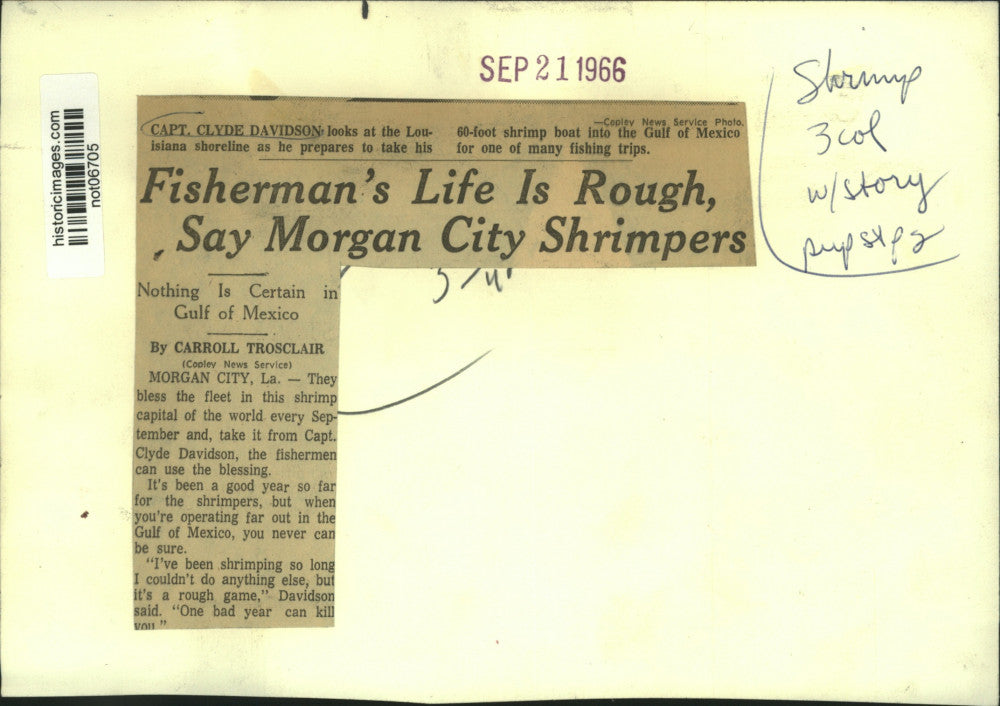 SEP 21 1966
Shrimp
3 col
w/story
historicimages.com
not06705
—Copley News Service Photo.
CAPT. CLYDE DAVIDSON looks at the Lou-
isiana shoreline as he prepares to take his
60-foot shrimp boat into the Gulf of Mexico
for one of many fishing trips.
Fisherman's Life Is Rough,
Say Morgan City Shrimpers
Nothing Is Certain in
Gulf of Mexico
By CARROLL TROSCLAIR
(Copley News Service)
MORGAN CITY, La. — They
bless the fleet in this shrimp
capital of the world every Sep-
tember and, take it from Capt.
Clyde Davidson, the fishermen
can use the blessing.
It's been a good year so far
for the shrimpers, but when
you're operating far out in the
Gulf of Mexico, you never can
be sure.
"I've been shrimping so long
I couldn't do anything else, but
it's a rough game," Davidson
said. "One bad year can kill
you."